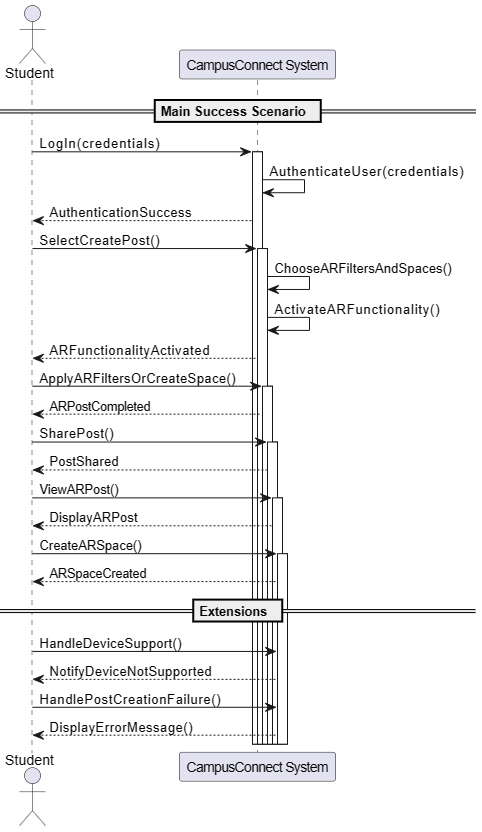 Student
CampusConnect System
Main Success Scenario
LogIn(credentials)
AuthenticateUser(credentials)
AuthenticationSuccess
SelectCreatePost()
ChooseARFiltersAndSpaces()
ActivateARFunctionality()
ARFunctionalityActivated
ApplyARFiltersOrCreateSpace()
ARPostCompleted
SharePost()
PostShared
ViewARPost()
DisplayARPost
CreateARSpace()
ARSpaceCreated
Extensions
HandleDeviceSupport()
NotifyDeviceNotSupported
HandlePostCreationFailure()
DisplayErrorMessage()
Student
CampusConnect System